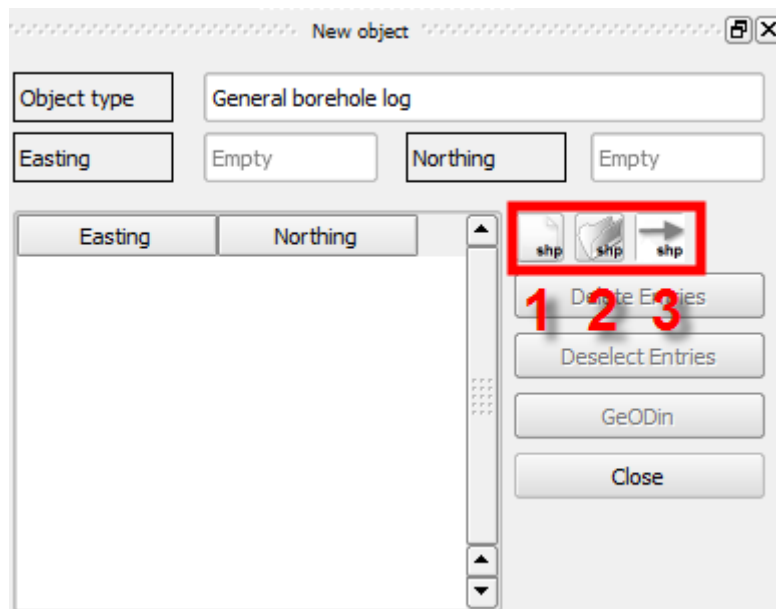 New object
Object type General borehole log
Easting Empty Northing Empty
Easting Northing
shp shp shp
Delete Entries
1 2 3
Deselect Entries
GeODin
Close